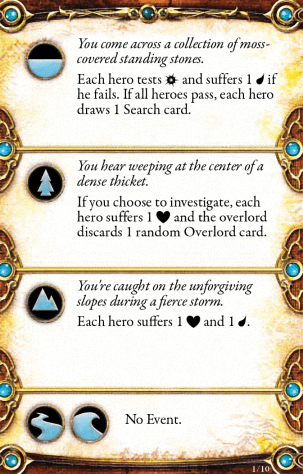 You come across a collection of moss-
covered standing stones.
Each hero tests and suffers 1 if
he fails. If all heroes pass, each hero
draws 1 Search card.
You hear weeping at the center of a
dense thicket.
If you choose to investigate, each
hero suffers 1 and the overlord
discards 1 random Overlord card.
You're caught on the unforgiving
slopes during a fierce storm.
Each hero suffers 1 and 1 .
No Event.
1/10